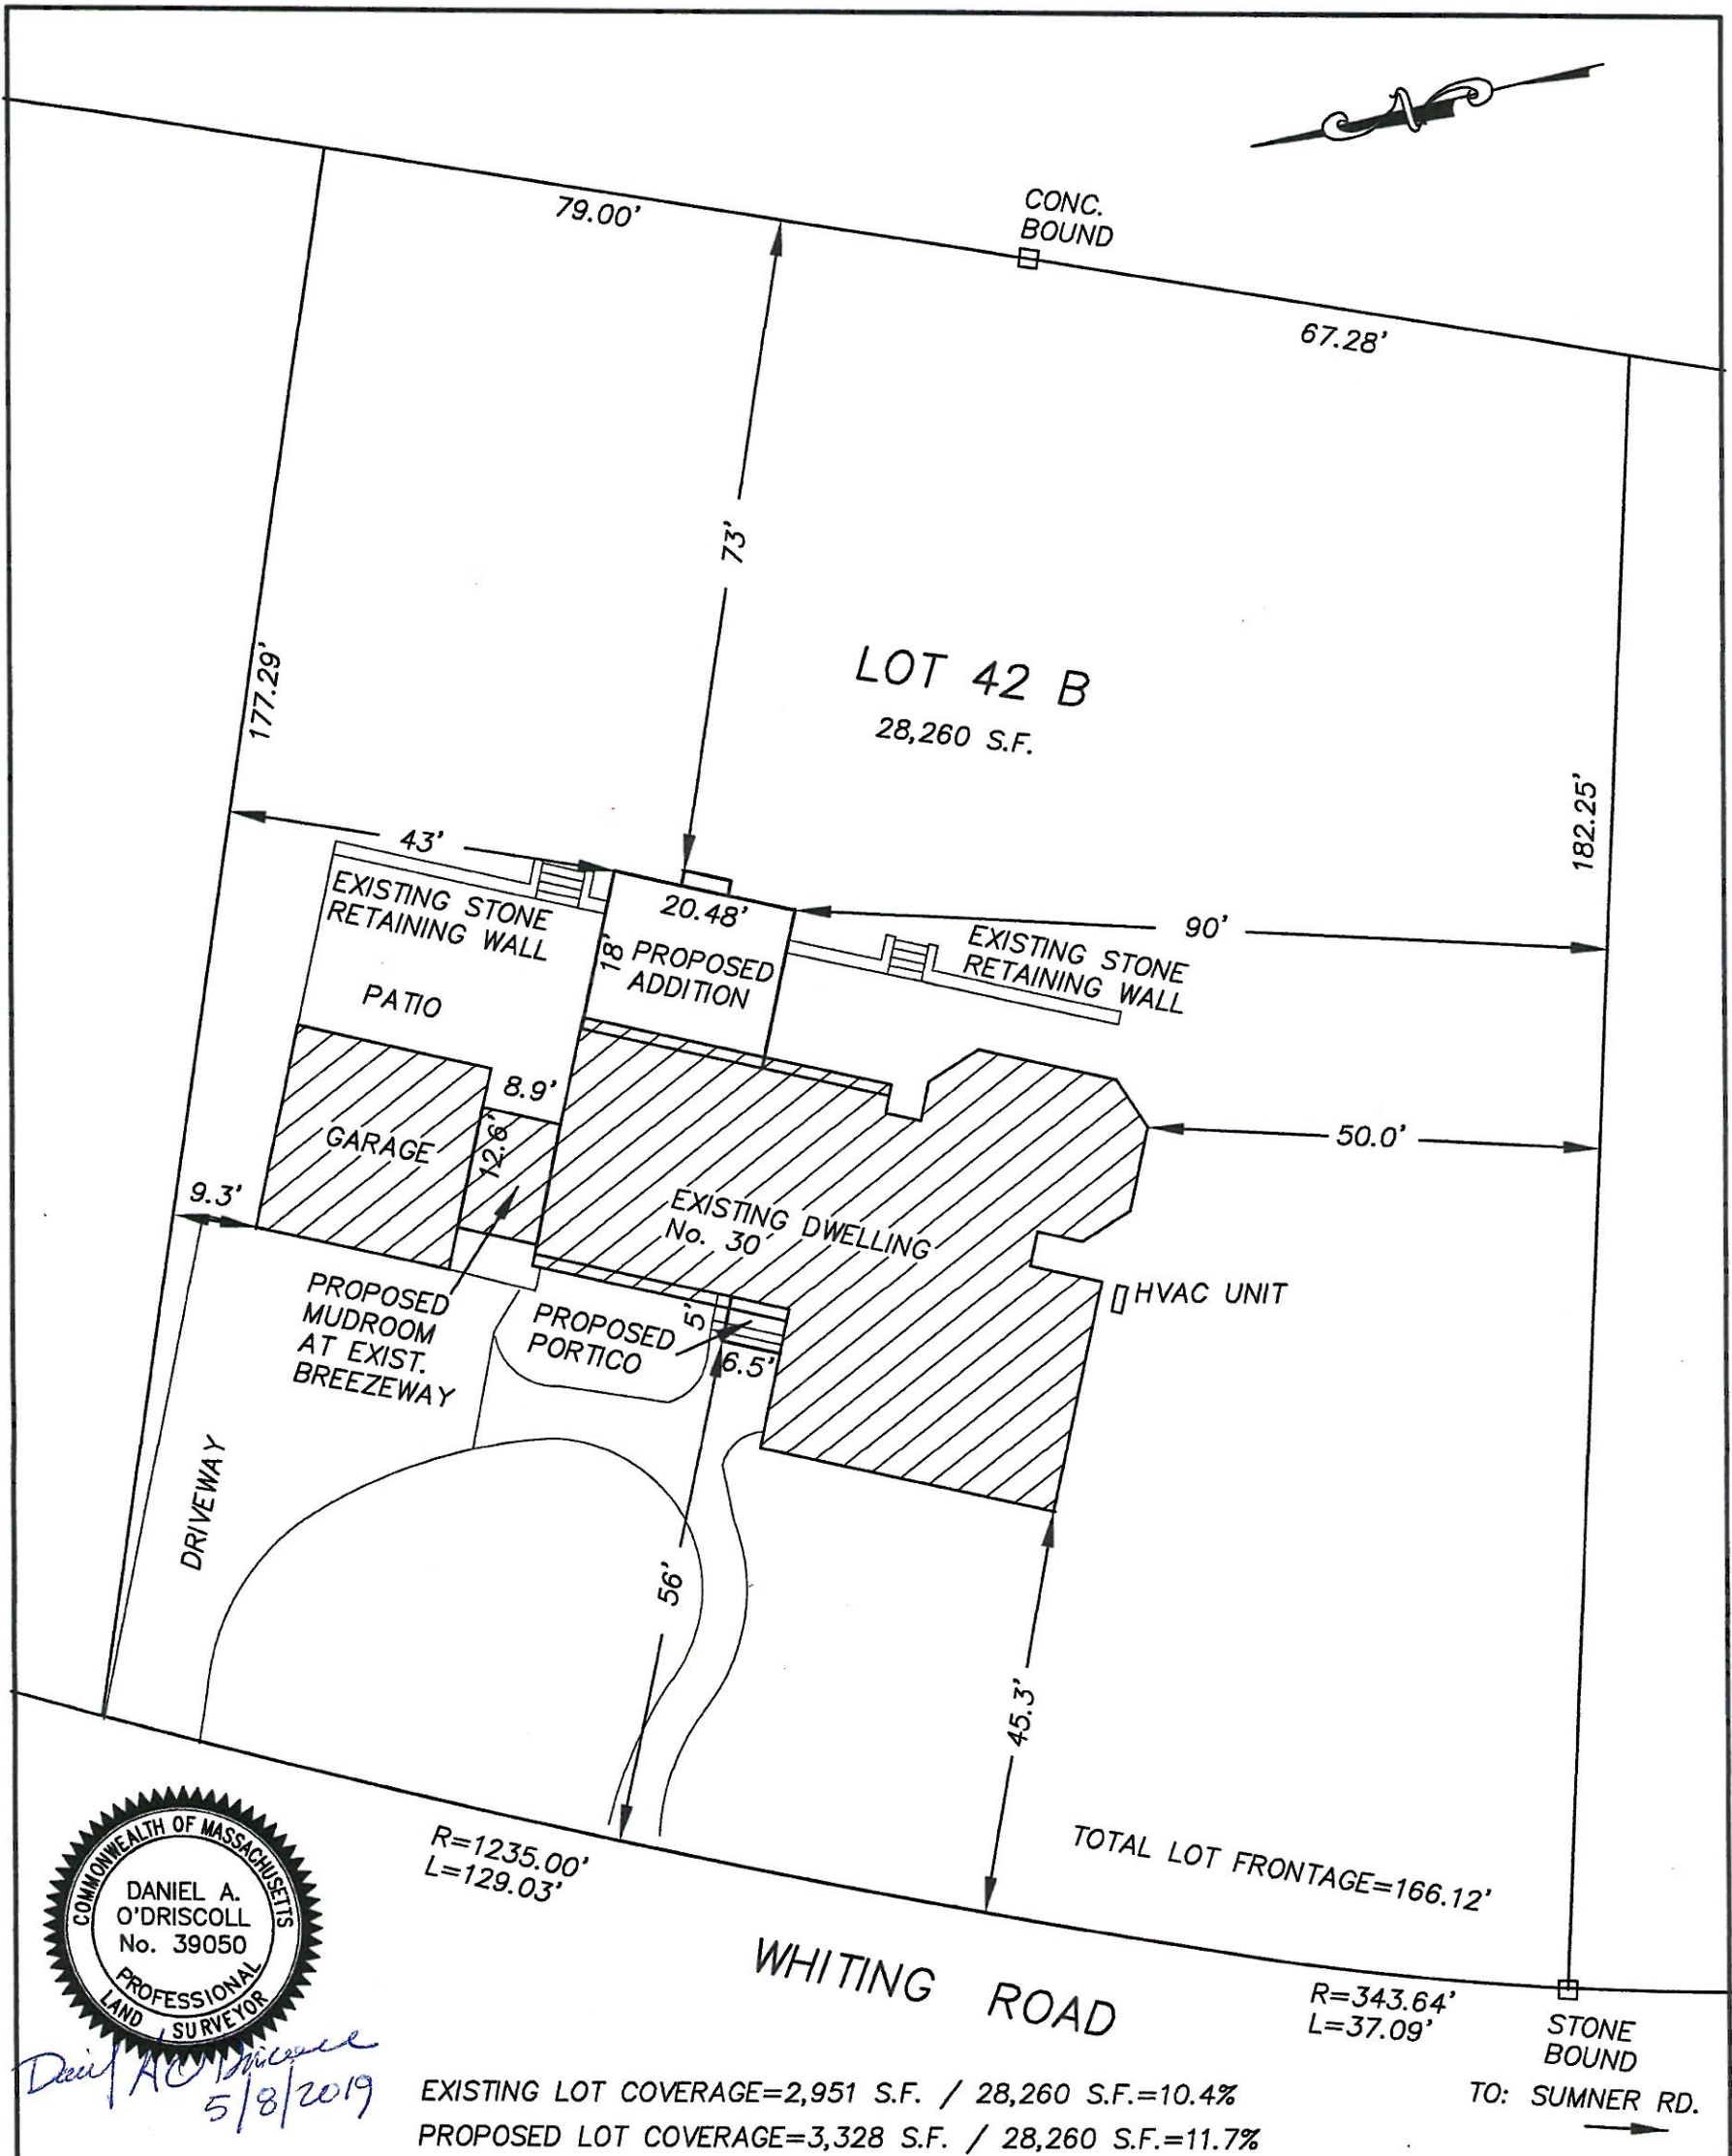 N
CONC.
BOUND
79.00'
67.28'
73'
LOT 42 B
28,260 S.F.
177.29'
182.25'
43'
EXISTING STONE
RETAINING WALL
20.48'
18'
PROPOSED
ADDITION
90'
EXISTING STONE
RETAINING WALL
PATIO
8.9'
GARAGE
12.6'
50.0'
9.3'
EXISTING DWELLING
No. 30
HVAC UNIT
PROPOSED
MUDROOM
AT EXIST.
BREEZEWAY
PROPOSED
PORTICO
5'
6.5'
DRIVEWAY
56'
45.3'
TOTAL LOT FRONTAGE=166.12'
R=1235.00'
L=129.03'
WHITING ROAD
R=343.64'
L=37.09'
STONE
BOUND
TO: SUMNER RD.
COMMONWEALTH OF MASSACHUSETTS
DANIEL A.
O'DRISCOLL
No. 39050
PROFESSIONAL
LAND SURVEYOR
Daniel A O'Driscoll
5/8/2019
EXISTING LOT COVERAGE=2,951 S.F. / 28,260 S.F.=10.4%
PROPOSED LOT COVERAGE=3,328 S.F. / 28,260 S.F.=11.7%